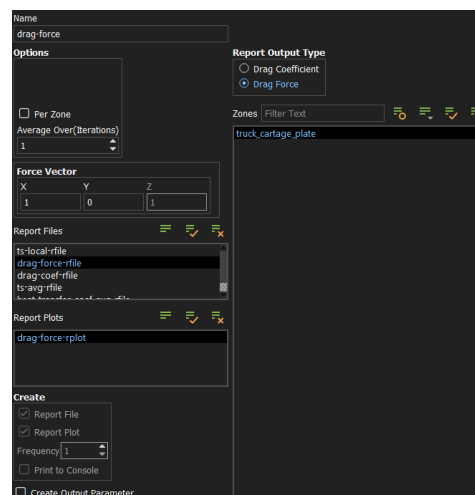 Name
drag-force
Options
Per Zone
Average Over(Iterations)
1
Report Output Type
Drag Coefficient
Drag Force
Zones Filter Text
truck_cartage_plate
Force Vector
X Y Z
1 0 1
Report Files
ts-local-rfile
drag-force-rfile
drag-coef-rfile
ts-avg-rfile
Report Plots
drag-force-rplot
Create
Report File
Report Plot
Frequency 1
Print to Console
Create Output Parameter